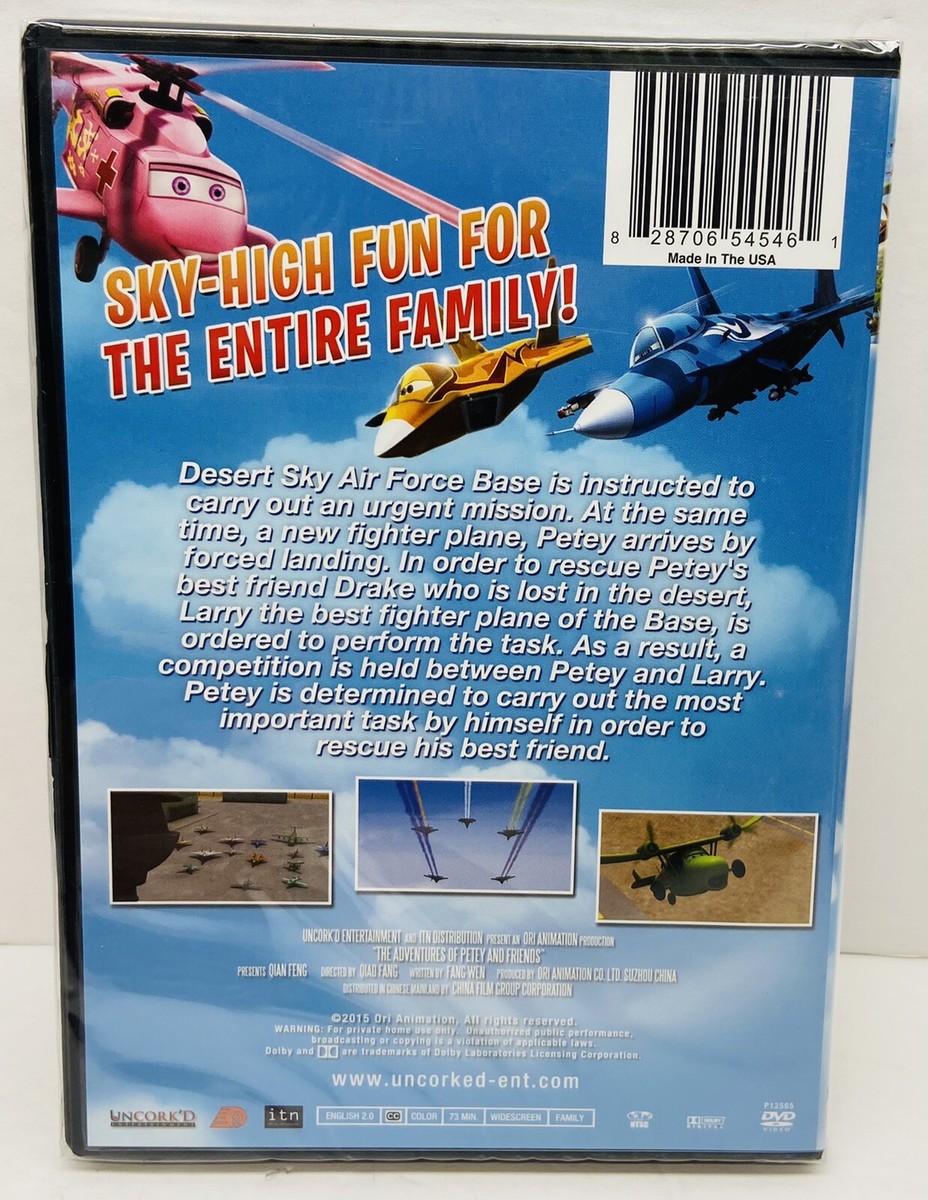 SKY-HIGH FUN FOR
THE ENTIRE FAMILY!
8 28706 54546 1
Made In The USA
Desert Sky Air Force Base is instructed to
carry out an urgent mission. At the same
time, a new fighter plane, Petey arrives by
forced landing. In order to rescue Petey's
best friend Drake who is lost in the desert,
Larry the best fighter plane of the Base, is
ordered to perform the task. As a result, a
competition is held between Petey and Larry.
Petey is determined to carry out the most
important task by himself in order to
rescue his best friend.
UNCORK'D ENTERTAINMENT AND ITN DISTRIBUTION PRESENT AN ORI ANIMATION PRODUCTION
"THE ADVENTURES OF PETEY AND FRIENDS"
PRESENTS QIAN FENG DIRECTED BY QIAO FANG WRITTEN BY FANG WEN PRODUCED BY ORI ANIMATION CO. LTD. SUZHOU CHINA
DISTRIBUTED IN CHINESE MAINLAND BY CHINA FILM GROUP CORPORATION
©2015 Ori Animation, All rights reserved.
WARNING: For private home use only. Unauthorized public performance,
broadcasting or copying is a violation of applicable laws.
Dolby and are trademarks of Dolby Laboratories Licensing Corporation.
www.uncorked-ent.com
P12565
UNCORK'D entertainment itn ENGLISH 2.0 CC COLOR 73 MIN. WIDESCREEN FAMILY NTSC DOLBY DIGITAL DVD VIDEO